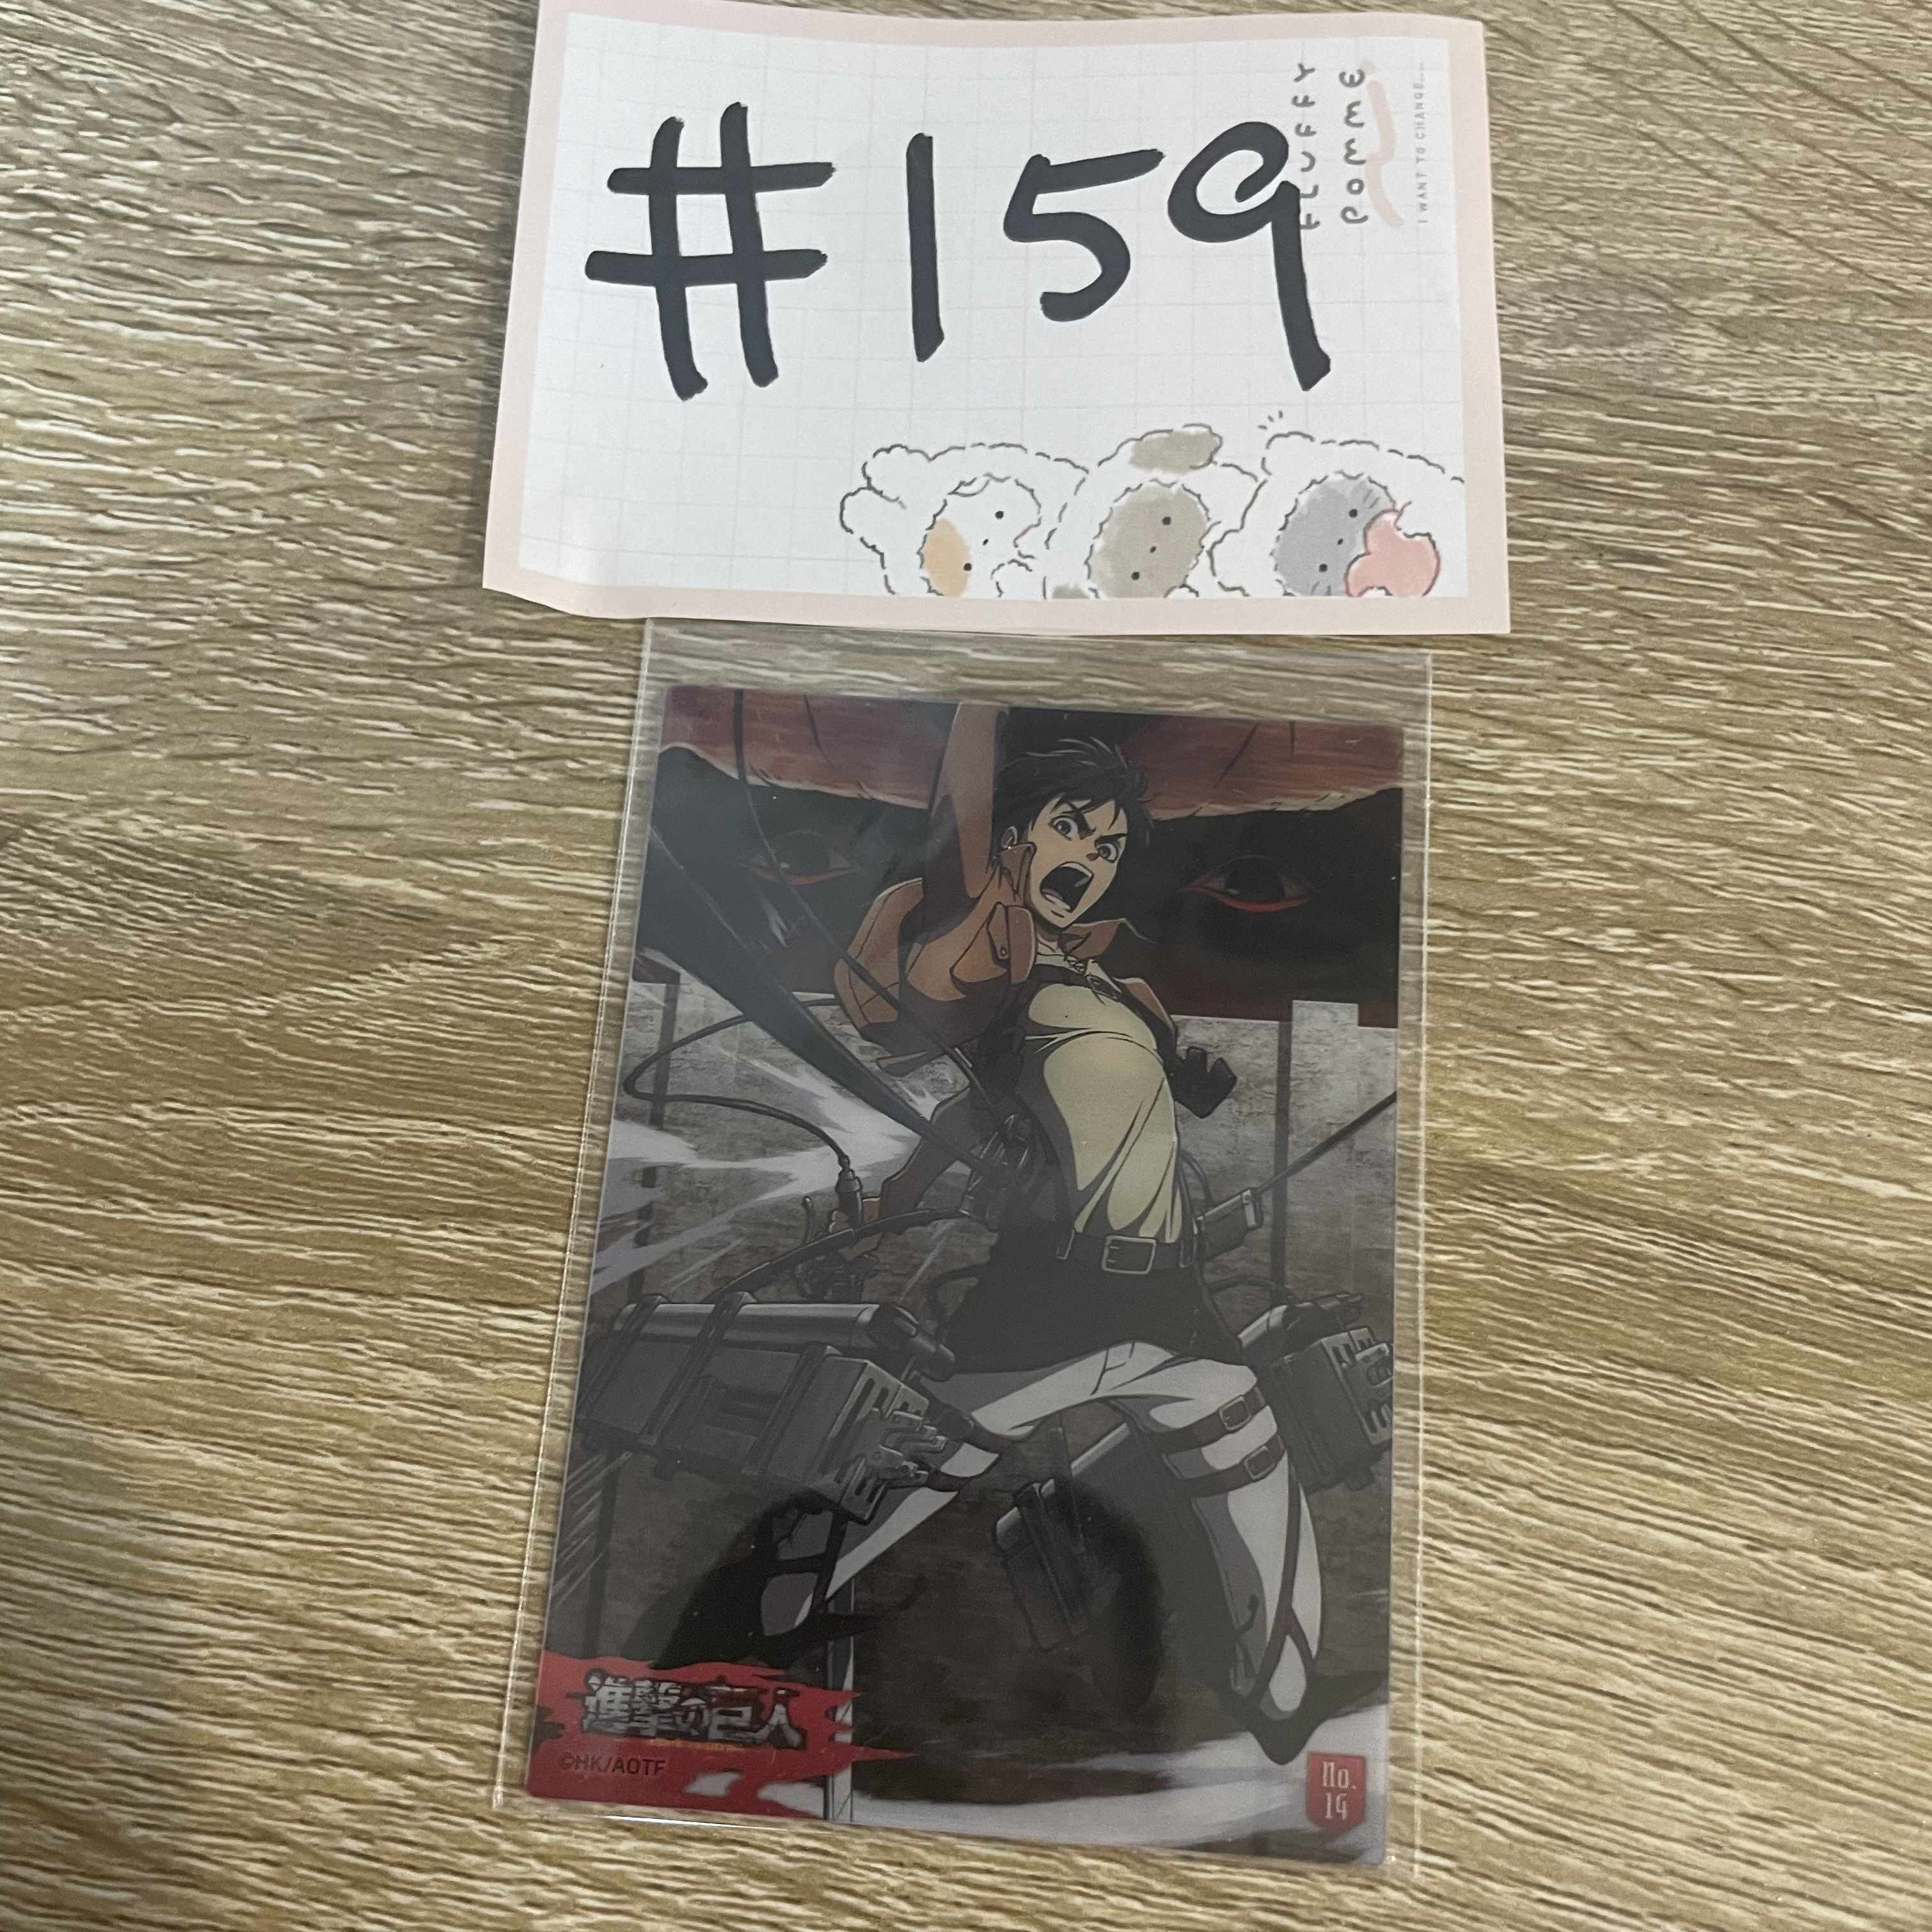 #159
FLUFFY
pomme
I WANT TO CHANGE....
進撃の巨人
©HK/AOTF
No.
14